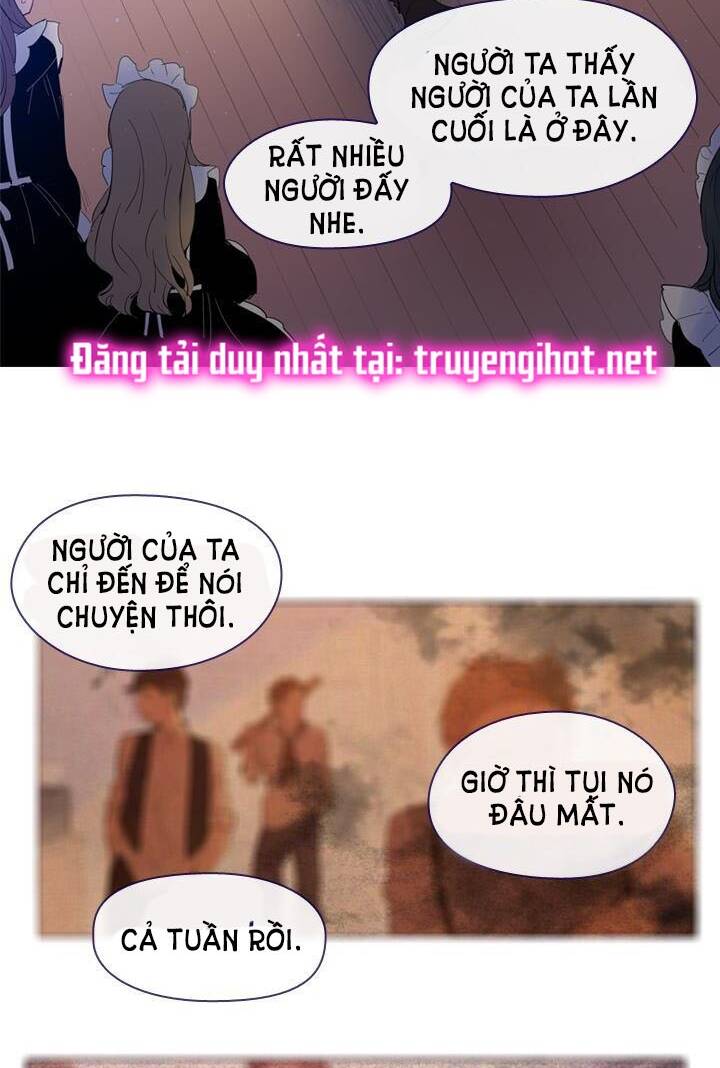 NGƯỜI TA THẤY
NGƯỜI CỦA TA LẦN
CUỐI LÀ Ở ĐÂY.
RẤT NHIỀU
NGƯỜI ĐẤY
NHE.
Đăng tải duy nhất tại: truyengihot.net
NGƯỜI CỦA TA
CHỈ ĐẾN ĐỂ NÓI
CHUYỆN THÔI.
GIỜ THÌ TỤI NÓ
ĐÂU MẤT.
CẢ TUẦN RỒI.